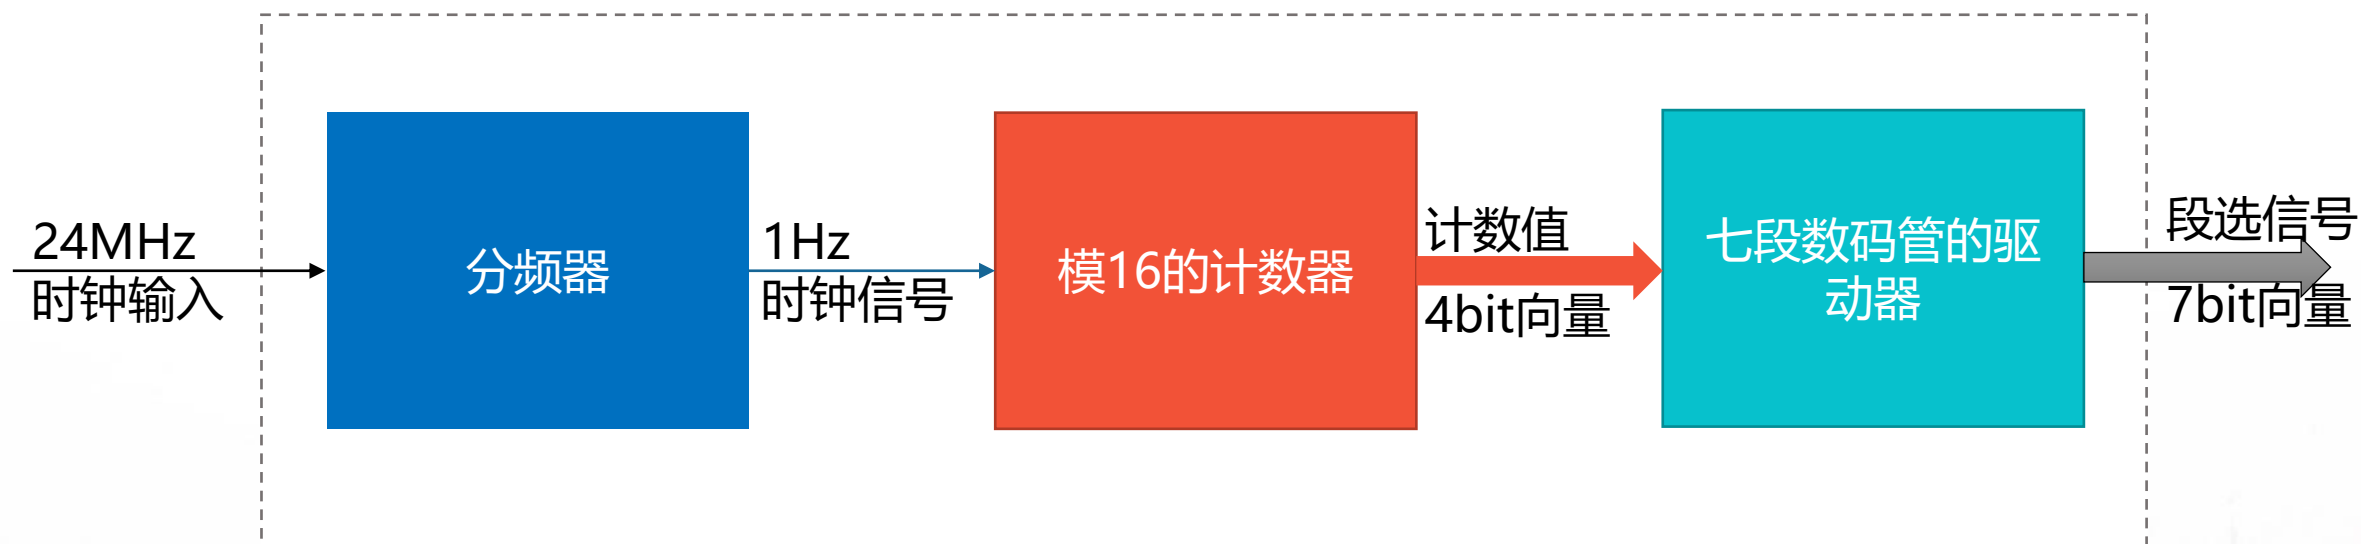 24MHz
时钟输入
分频器
1Hz
时钟信号
模16的计数器
计数值
4bit向量
七段数码管的驱
动器
段选信号
7bit向量